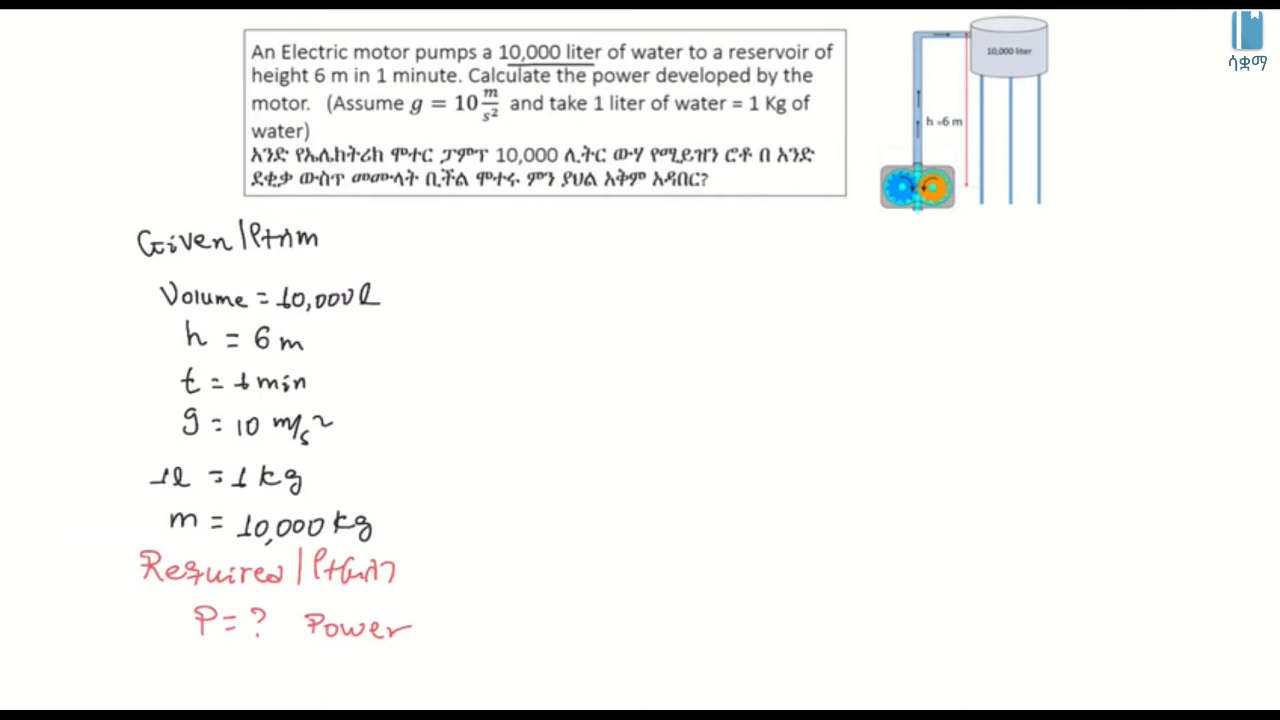 An Electric motor pumps a 10,000 liter of water to a reservoir of
height 6 m in 1 minute. Calculate the power developed by the
motor. (Assume g = 10 m/s² and take 1 liter of water = 1 Kg of
water)
አንድ የኤሌክትሪክ ሞተር ፓምፕ 10,000 ሊትር ውሃ የሚይዝን ሮቶ በ አንድ
ደቂቃ ውስጥ መሙላት ቢችል ሞተሩ ምን ያህል አቅም አዳበር?
10,000 liter
h =6 m
ሳቋማ
Given/የተሰጠ
Volume = 10,000 l
h = 6 m
t = 1 min
g = 10 m/s²
1l = 1 kg
m = 10,000 kg
Required/የተፈለገ
P = ? Power